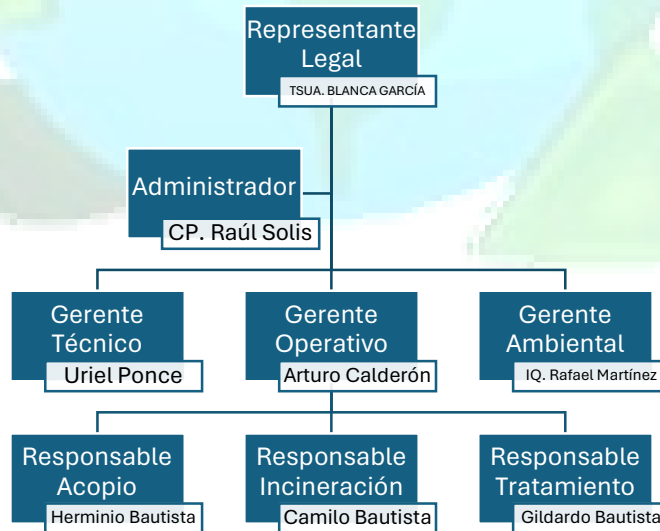 Representante
Legal
TSUA. BLANCA GARCÍA
Administrador
CP. Raúl Solis
Gerente
Técnico
Uriel Ponce
Gerente
Operativo
Arturo Calderón
Gerente
Ambiental
IQ. Rafael Martínez
Responsable
Acopio
Herminio Bautista
Responsable
Incineración
Camilo Bautista
Responsable
Tratamiento
Gildardo Bautista